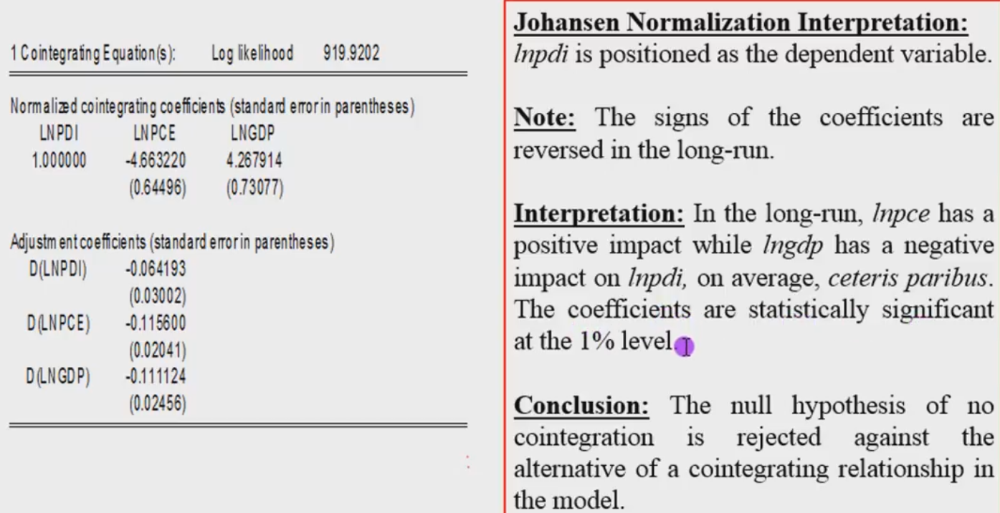 1 Cointegrating Equation(s): Log likelihood 919.9202
Normalized cointegrating coefficients (standard error in parentheses)
LNPDI LNPCE LNGDP
1.000000 -4.663220 4.267914
(0.64496) (0.73077)
Adjustment coefficients (standard error in parentheses)
D(LNPDI) -0.064193
(0.03002)
D(LNPCE) -0.115600
(0.02041)
D(LNGDP) -0.111124
(0.02456)
Johansen Normalization Interpretation:
lnpdi is positioned as the dependent variable.
Note: The signs of the coefficients are
reversed in the long-run.
Interpretation: In the long-run, lnpce has a
positive impact while lngdp has a negative
impact on lnpdi, on average, ceteris paribus.
The coefficients are statistically significant
at the 1% level.
Conclusion: The null hypothesis of no
cointegration is rejected against the
alternative of a cointegrating relationship in
the model.